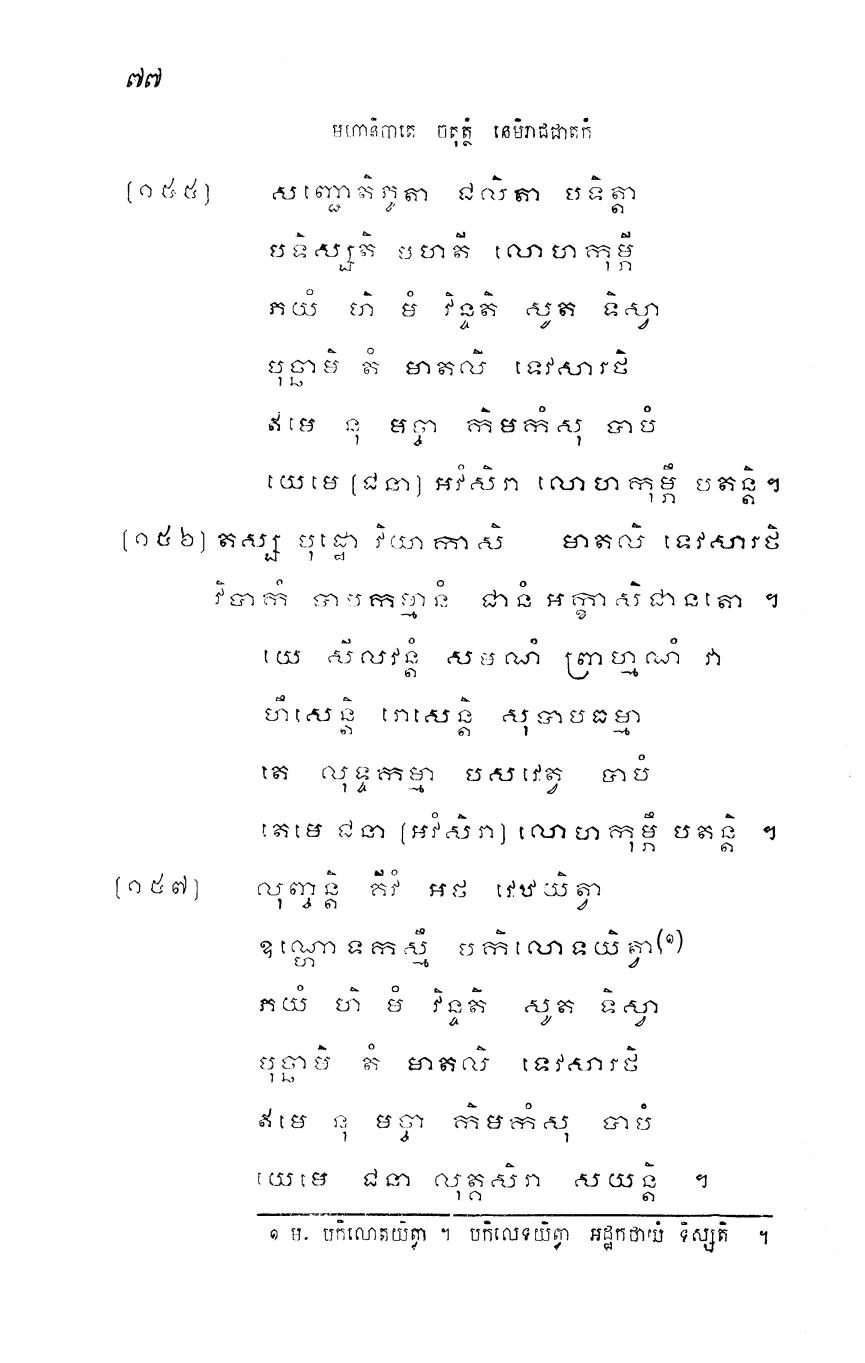 ៧៧
មហានិបាតេ ចតុត្ថំ នេមិរាជជាតកំ
[១៥៥] សញ្ជោតិភូតា ជលិតា បទិត្តា
បទិស្សតិ មហតី លោហកុម្ភី
ភយំ ហិ មំ វិន្ទតិ សូត ទិស្វា
បុច្ឆាមិ តំ មាតលិ ទេវសារថិ
ឥមេ នុ មច្ចា កិមកំសុ បាបំ
យេមេ [ជនា] អវំសិរា លោហកុម្ភឹ បតន្តិ ។
[១៥៦] តស្ស បុដ្ឋោ វិយាកាសិ មាតលិ ទេវសារថិ
វិបាកំ បាបកម្មានំ ជានំ អក្ខាសិជានតោ ។
យេ សីលវន្តំ សមណំ ព្រាហ្មណំ វា
ហឹសេន្តិ រោសេន្តិ សុបាបធម្មា
តេ លុទ្ទកម្មា បសវេត្វ បាបំ
តេមេ ជនា [អវំសិរា] លោហកុម្ភឹ បតន្តិ ។
[១៥៧] លុញ្ចន្តិ គីវំ អថ វេឋយិត្វា
ឧណ្ហោទកស្មឹ បកិលោទយិត្វា(១)
ភយំ ហិ មំ វិន្ទតិ សូត ទិស្វា
បុច្ឆាមិ តំ មាតលិ ទេវសារថិ
ឥមេ នុ មច្ចា កិមកំសុ បាបំ
យេមេ ជនា លុត្តសិរា សយន្តិ ។
១ ម. បកិលោតយិត្វា ។ បកិលេទយិត្វា អដ្ឋកថាយំ ទិស្សតិ ។